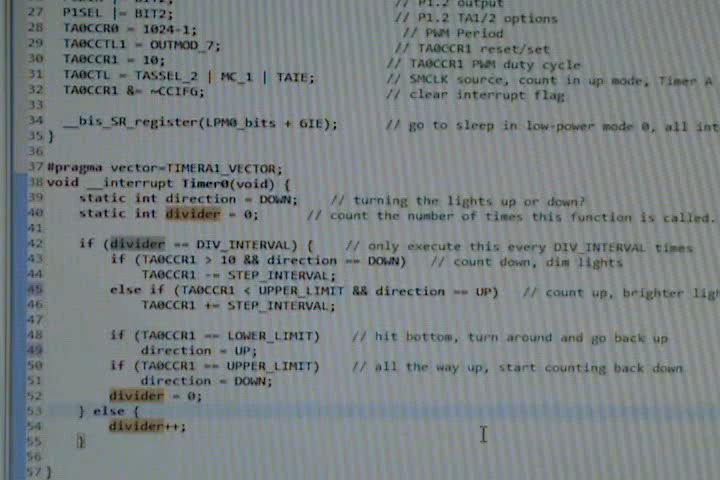 // P1.2 output
27 P1SEL |= BIT2; // P1.2 TA1/2 options
28 TA0CCR0 = 1024-1; // PWM Period
29 TA0CCTL1 = OUTMOD_7; // TA0CCR1 reset/set
30 TA0CCR1 = 10; // TA0CCR1 PWM duty cycle
31 TA0CTL = TASSEL_2 | MC_1 | TAIE; // SMCLK source, count in up mode, Timer A
32 TA0CCR1 &= ~CCIFG; // clear interrupt flag
33
34 __bis_SR_register(LPM0_bits + GIE); // go to sleep in low-power mode 0, all int
35 }
36
37 #pragma vector=TIMERA1_VECTOR;
38 void __interrupt Timer0(void) {
39 static int direction = DOWN; // turning the lights up or down?
40 static int divider = 0; // count the number of times this function is called.
41
42 if (divider == DIV_INTERVAL) { // only execute this every DIV_INTERVAL times
43 if (TA0CCR1 > 10 && direction == DOWN) // count down, dim lights
44 TA0CCR1 -= STEP_INTERVAL;
45 else if (TA0CCR1 < UPPER_LIMIT && direction == UP) // count up, brighter ligh
46 TA0CCR1 += STEP_INTERVAL;
47
48 if (TA0CCR1 == LOWER_LIMIT) // hit bottom, turn around and go back up
49 direction = UP;
50 if (TA0CCR1 == UPPER_LIMIT) // all the way up, start counting back down
51 direction = DOWN;
52 divider = 0;
53 } else {
54 divider++;
55 }
56
57 }